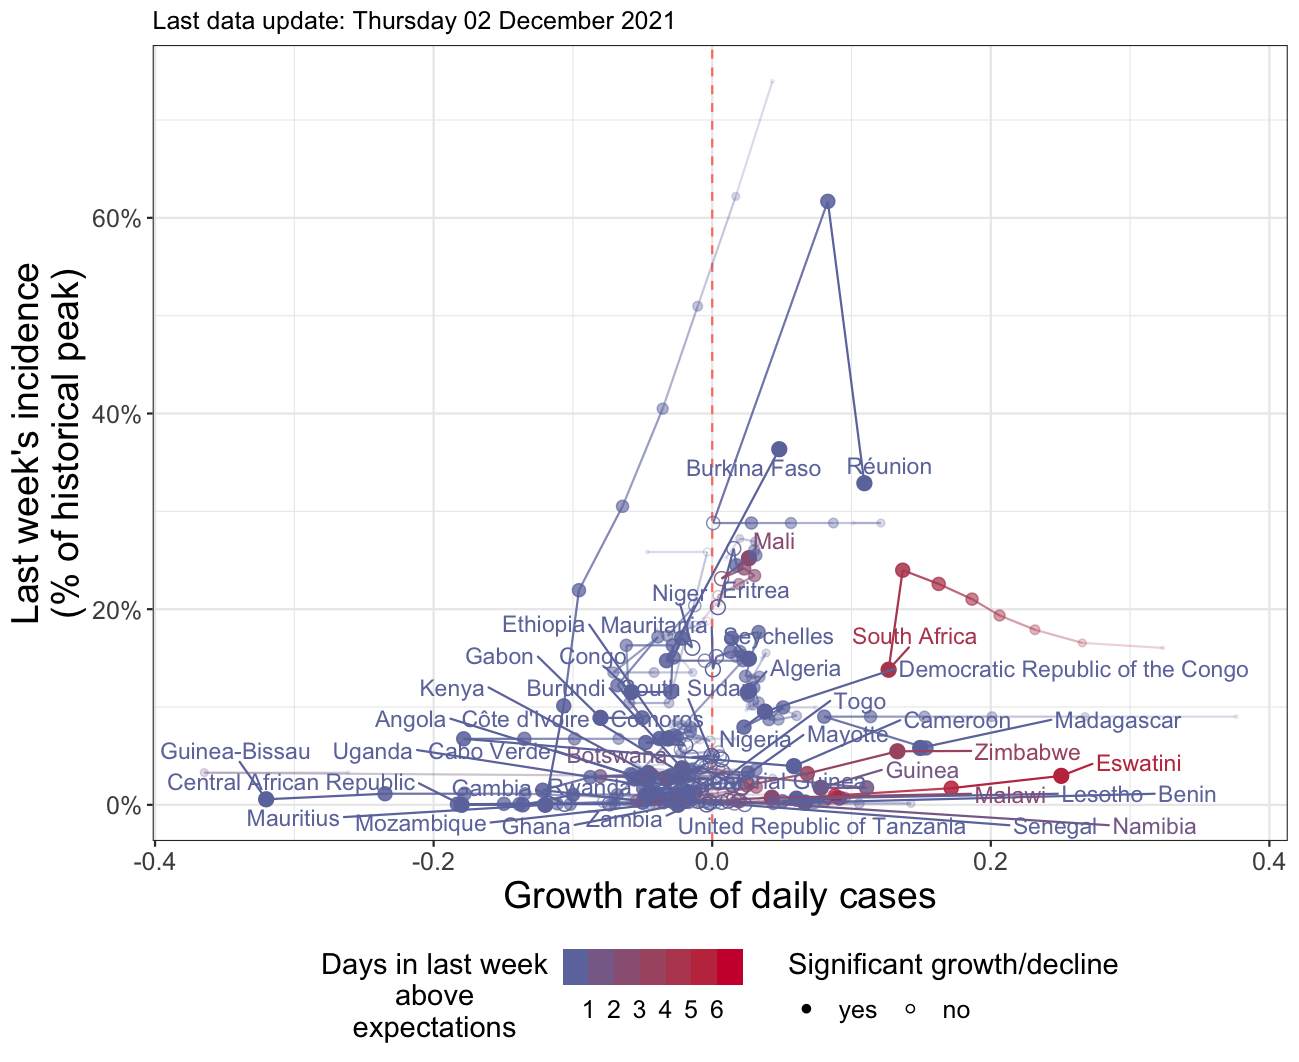 Last data update: Thursday 02 December 2021
Last week's incidence
(% of historical peak)
60%
40%
20%
0%
Burkina Faso
Réunion
Mali
Niger
Eritrea
Ethiopia
Mauritania
Seychelles
South Africa
Gabon
Congo
Algeria
Democratic Republic of the Congo
Kenya
Burundi
South Suda
Togo
Angola
Côte d'Ivoire
Comoros
Cameroon
Madagascar
Nigeria
Mayotte
Guinea-Bissau
Uganda
Cabo Verde
Botswana
Zimbabwe
Eswatini
Guinea
Central African Republic
Gambia
Rwanda
Guinea
Malawi
Lesotho
Benin
Mauritius
Mozambique
Ghana
Zambia
United Republic of Tanzania
Senegal
Namibia
-0.4
-0.2
0.0
0.2
0.4
Growth rate of daily cases
Days in last week
above
expectations
1 2 3 4 5 6
Significant growth/decline
yes
no